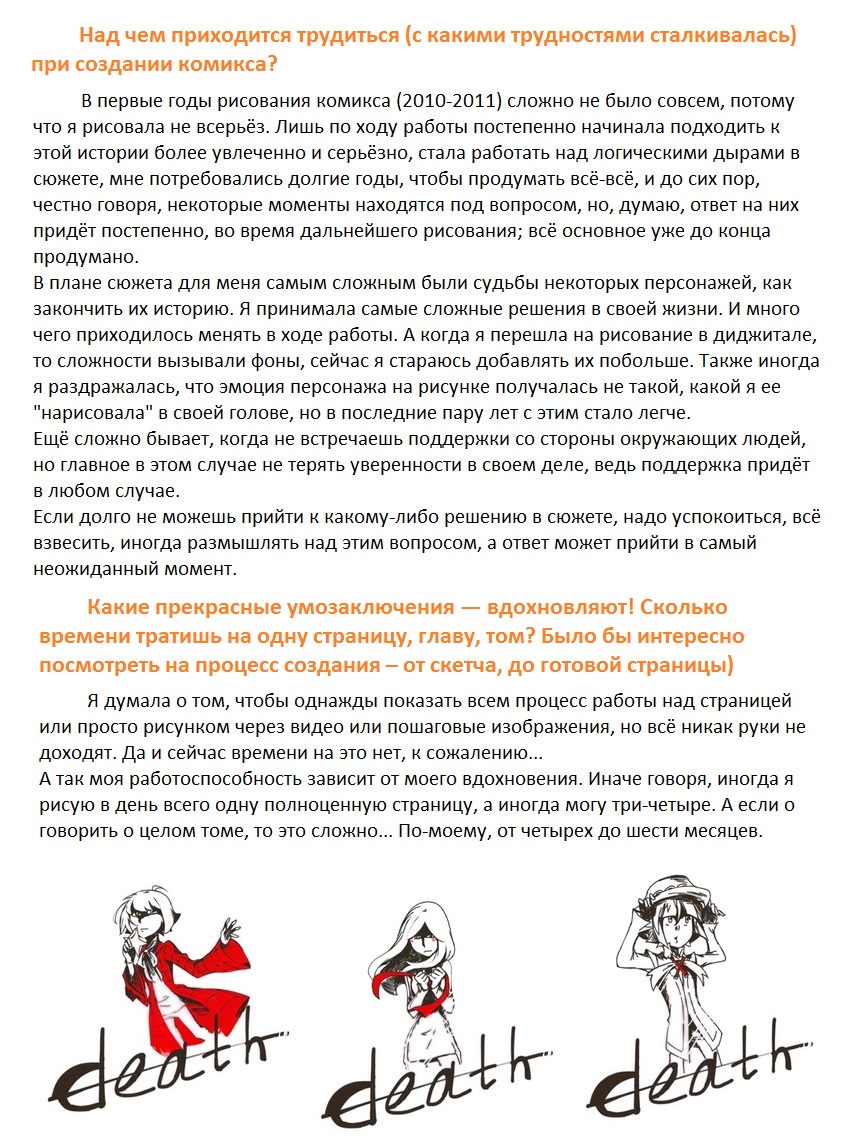 Над чем приходится трудиться (с какими трудностями сталкивалась)
при создании комикса?
В первые годы рисования комикса (2010-2011) сложно не было совсем, потому
что я рисовала не всерьёз. Лишь по ходу работы постепенно начинала подходить к
этой истории более увлеченно и серьёзно, стала работать над логическими дырами в
сюжете, мне потребовались долгие годы, чтобы продумать всё-всё, и до сих пор,
честно говоря, некоторые моменты находятся под вопросом, но, думаю, ответ на них
придёт постепенно, во время дальнейшего рисования; всё основное уже до конца
продумано.
В плане сюжета для меня самым сложным были судьбы некоторых персонажей, как
закончить их историю. Я принимала самые сложные решения в своей жизни. И много
чего приходилось менять в ходе работы. А когда я перешла на рисование в диджитале,
то сложности вызывали фоны, сейчас я стараюсь добавлять их побольше. Также иногда
я раздражалась, что эмоция персонажа на рисунке получалась не такой, какой я ее
"нарисовала" в своей голове, но в последние пару лет с этим стало легче.
Ещё сложно бывает, когда не встречаешь поддержки со стороны окружающих людей,
но главное в этом случае не терять уверенности в своем деле, ведь поддержка придёт
в любом случае.
Если долго не можешь прийти к какому-либо решению в сюжете, надо успокоиться, всё
взвесить, иногда размышлять над этим вопросом, а ответ может прийти в самый
неожиданный момент.
Какие прекрасные умозаключения — вдохновляют! Сколько
времени тратишь на одну страницу, главу, том? Было бы интересно
посмотреть на процесс создания – от скетча, до готовой страницы)
Я думала о том, чтобы однажды показать всем процесс работы над страницей
или просто рисунком через видео или пошаговые изображения, но всё никак руки не
доходят. Да и сейчас времени на это нет, к сожалению...
А так моя работоспособность зависит от моего вдохновения. Иначе говоря, иногда я
рисую в день всего одну полноценную страницу, а иногда могу три-четыре. А если о
говорить о целом томе, то это сложно... По-моему, от четырех до шести месяцев.
death
death
death